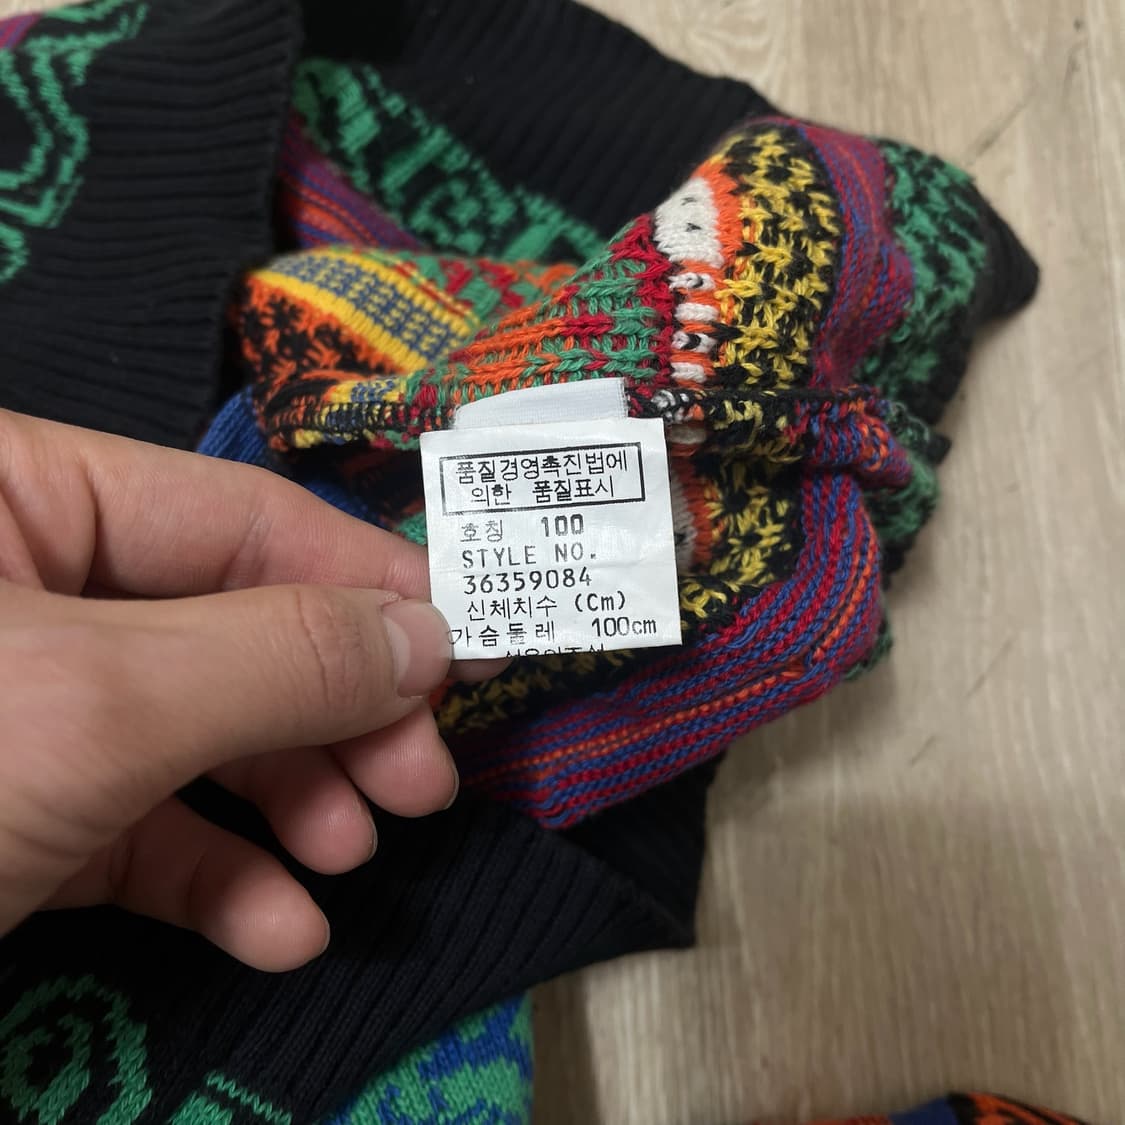 품질경영촉진법에
의한 품질표시
호칭 100
STYLE NO.
36359084
신체치수 (Cm)
가슴둘레 100cm